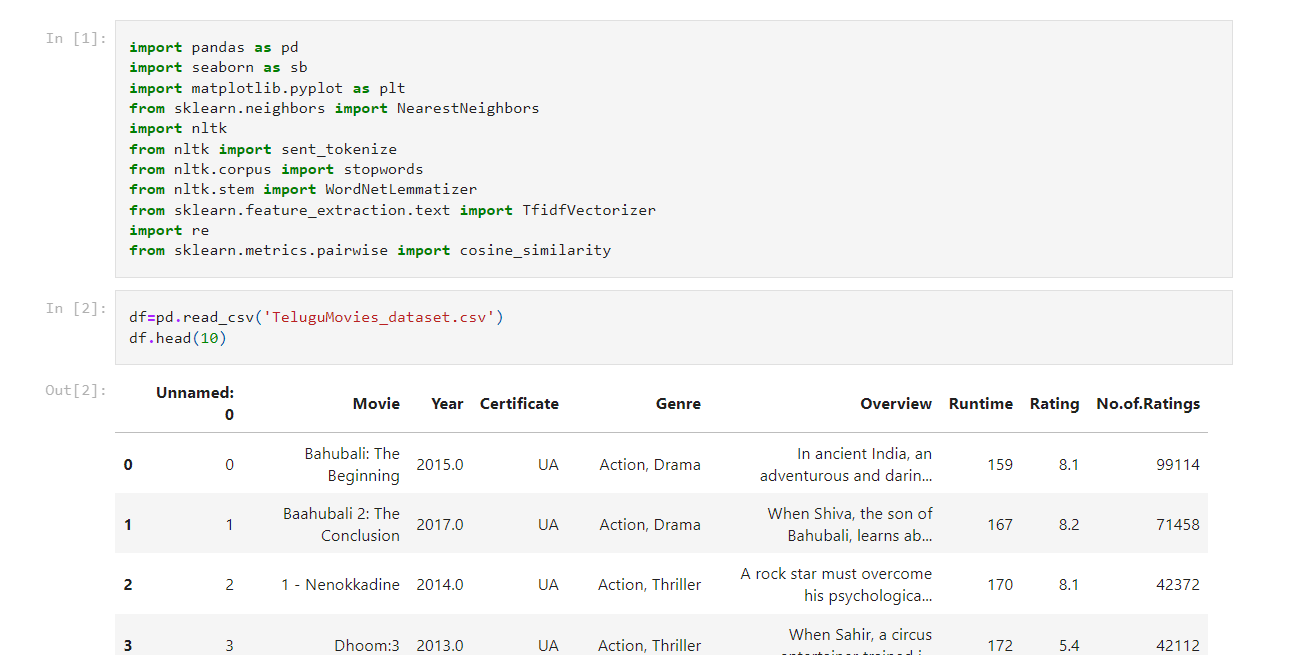 In [1]:
import pandas as pd
import seaborn as sb
import matplotlib.pyplot as plt
from sklearn.neighbors import NearestNeighbors
import nltk
from nltk import sent_tokenize
from nltk.corpus import stopwords
from nltk.stem import WordNetLemmatizer
from sklearn.feature_extraction.text import TfidfVectorizer
import re
from sklearn.metrics.pairwise import cosine_similarity
In [2]:
df=pd.read_csv('TeluguMovies_dataset.csv')
df.head(10)
Out[2]:
Unnamed: 0 Movie Year Certificate Genre Overview Runtime Rating No.of.Ratings
0 0 Bahubali: The Beginning 2015.0 UA Action, Drama In ancient India, an adventurous and darin... 159 8.1 99114
1 1 Baahubali 2: The Conclusion 2017.0 UA Action, Drama When Shiva, the son of Bahubali, learns ab... 167 8.2 71458
2 2 1 - Nenokkadine 2014.0 UA Action, Thriller A rock star must overcome his psychologica... 170 8.1 42372
3 3 Dhoom:3 2013.0 UA Action, Thriller When Sahir, a circus 172 5.4 42112